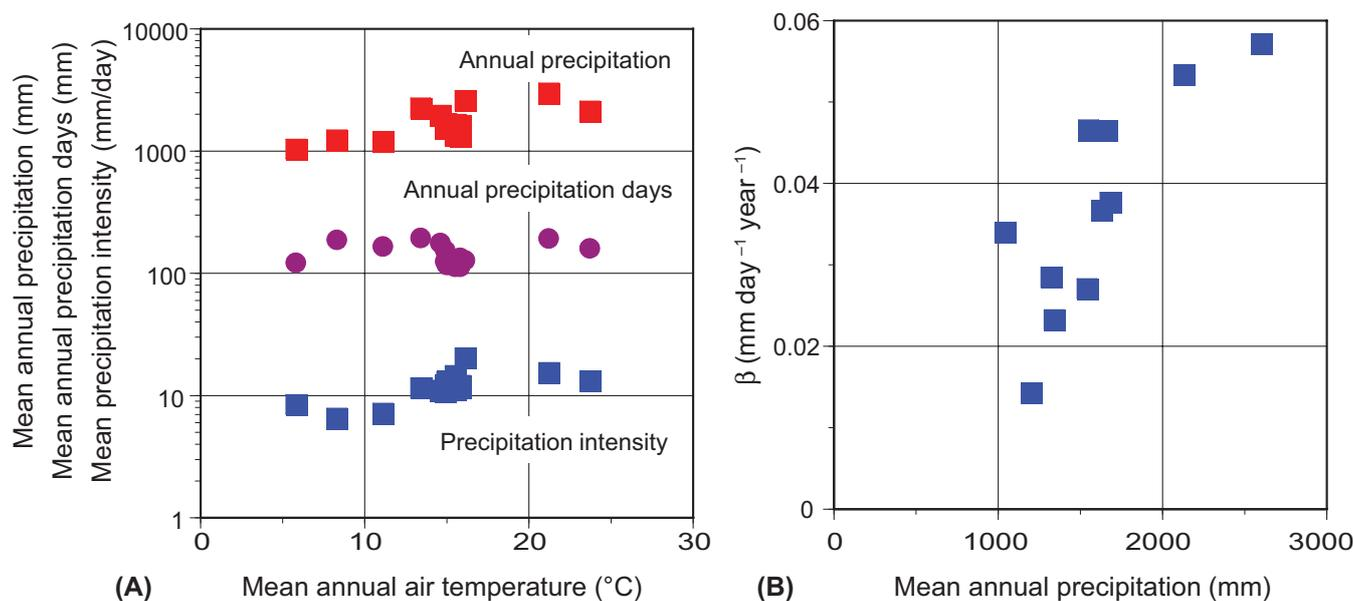 Mean annual precipitation (mm)
Mean annual precipitation days (mm)
Mean precipitation intensity (mm/day)
10000
1000
100
10
1
Annual precipitation
Annual precipitation days
Precipitation intensity
0
10
20
30
(A)
Mean annual air temperature (°C)
β (mm day⁻¹ year⁻¹)
0.06
0.04
0.02
0
0
1000
2000
3000
(B)
Mean annual precipitation (mm)